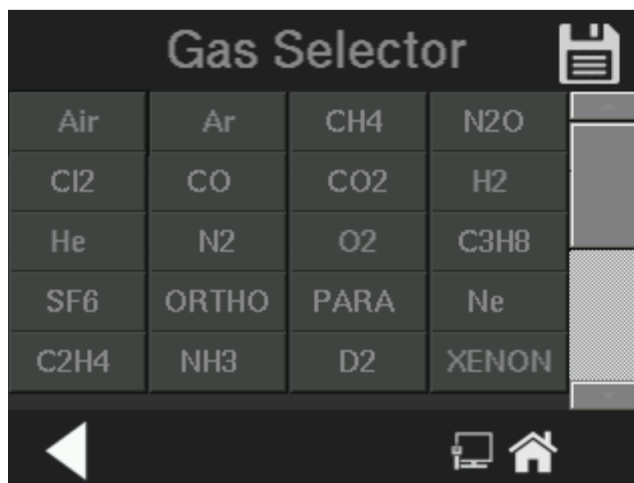 Gas Selector
Air Ar CH4 N2O
Cl2 CO CO2 H2
He N2 O2 C3H8
SF6 ORTHO PARA Ne
C2H4 NH3 D2 XENON